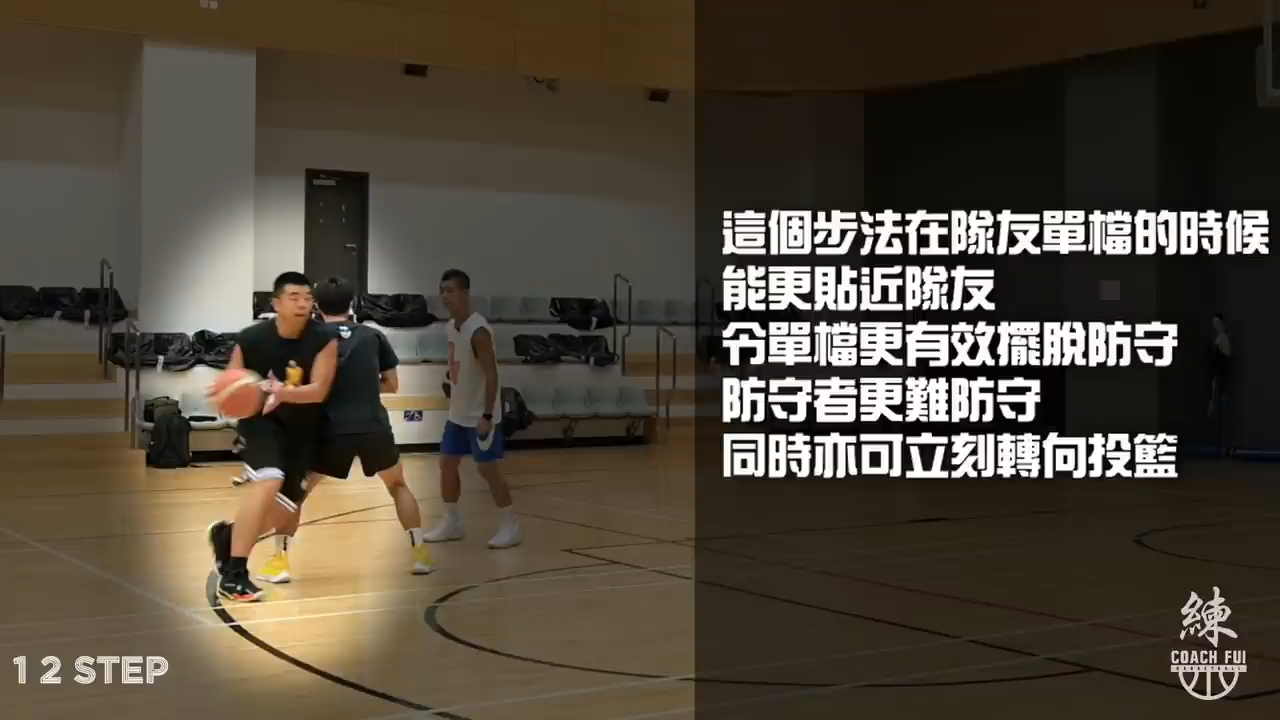 這個步法在隊友單檔的時候
能更貼近隊友
令單檔更有效擺脫防守
防守者更難防守
同時亦可立刻轉向投籃
1 2 STEP
練
COACH FUI
BASKETBALL